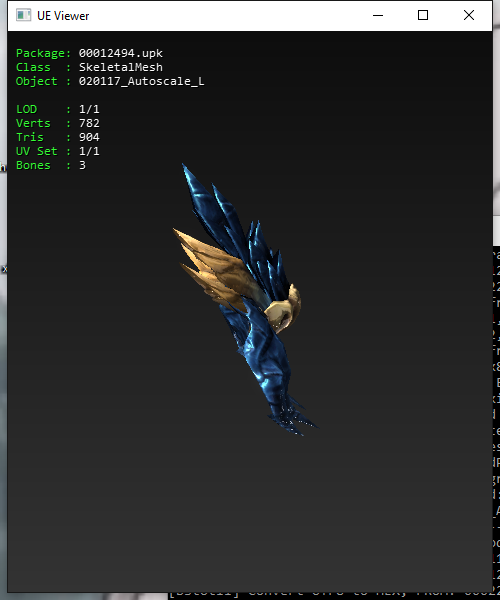 UE Viewer
Package: 00012494.upk
Class : SkeletalMesh
Object : 020117_Autoscale_L
LOD : 1/1
Verts : 782
Tris : 904
UV Set : 1/1
Bones : 3